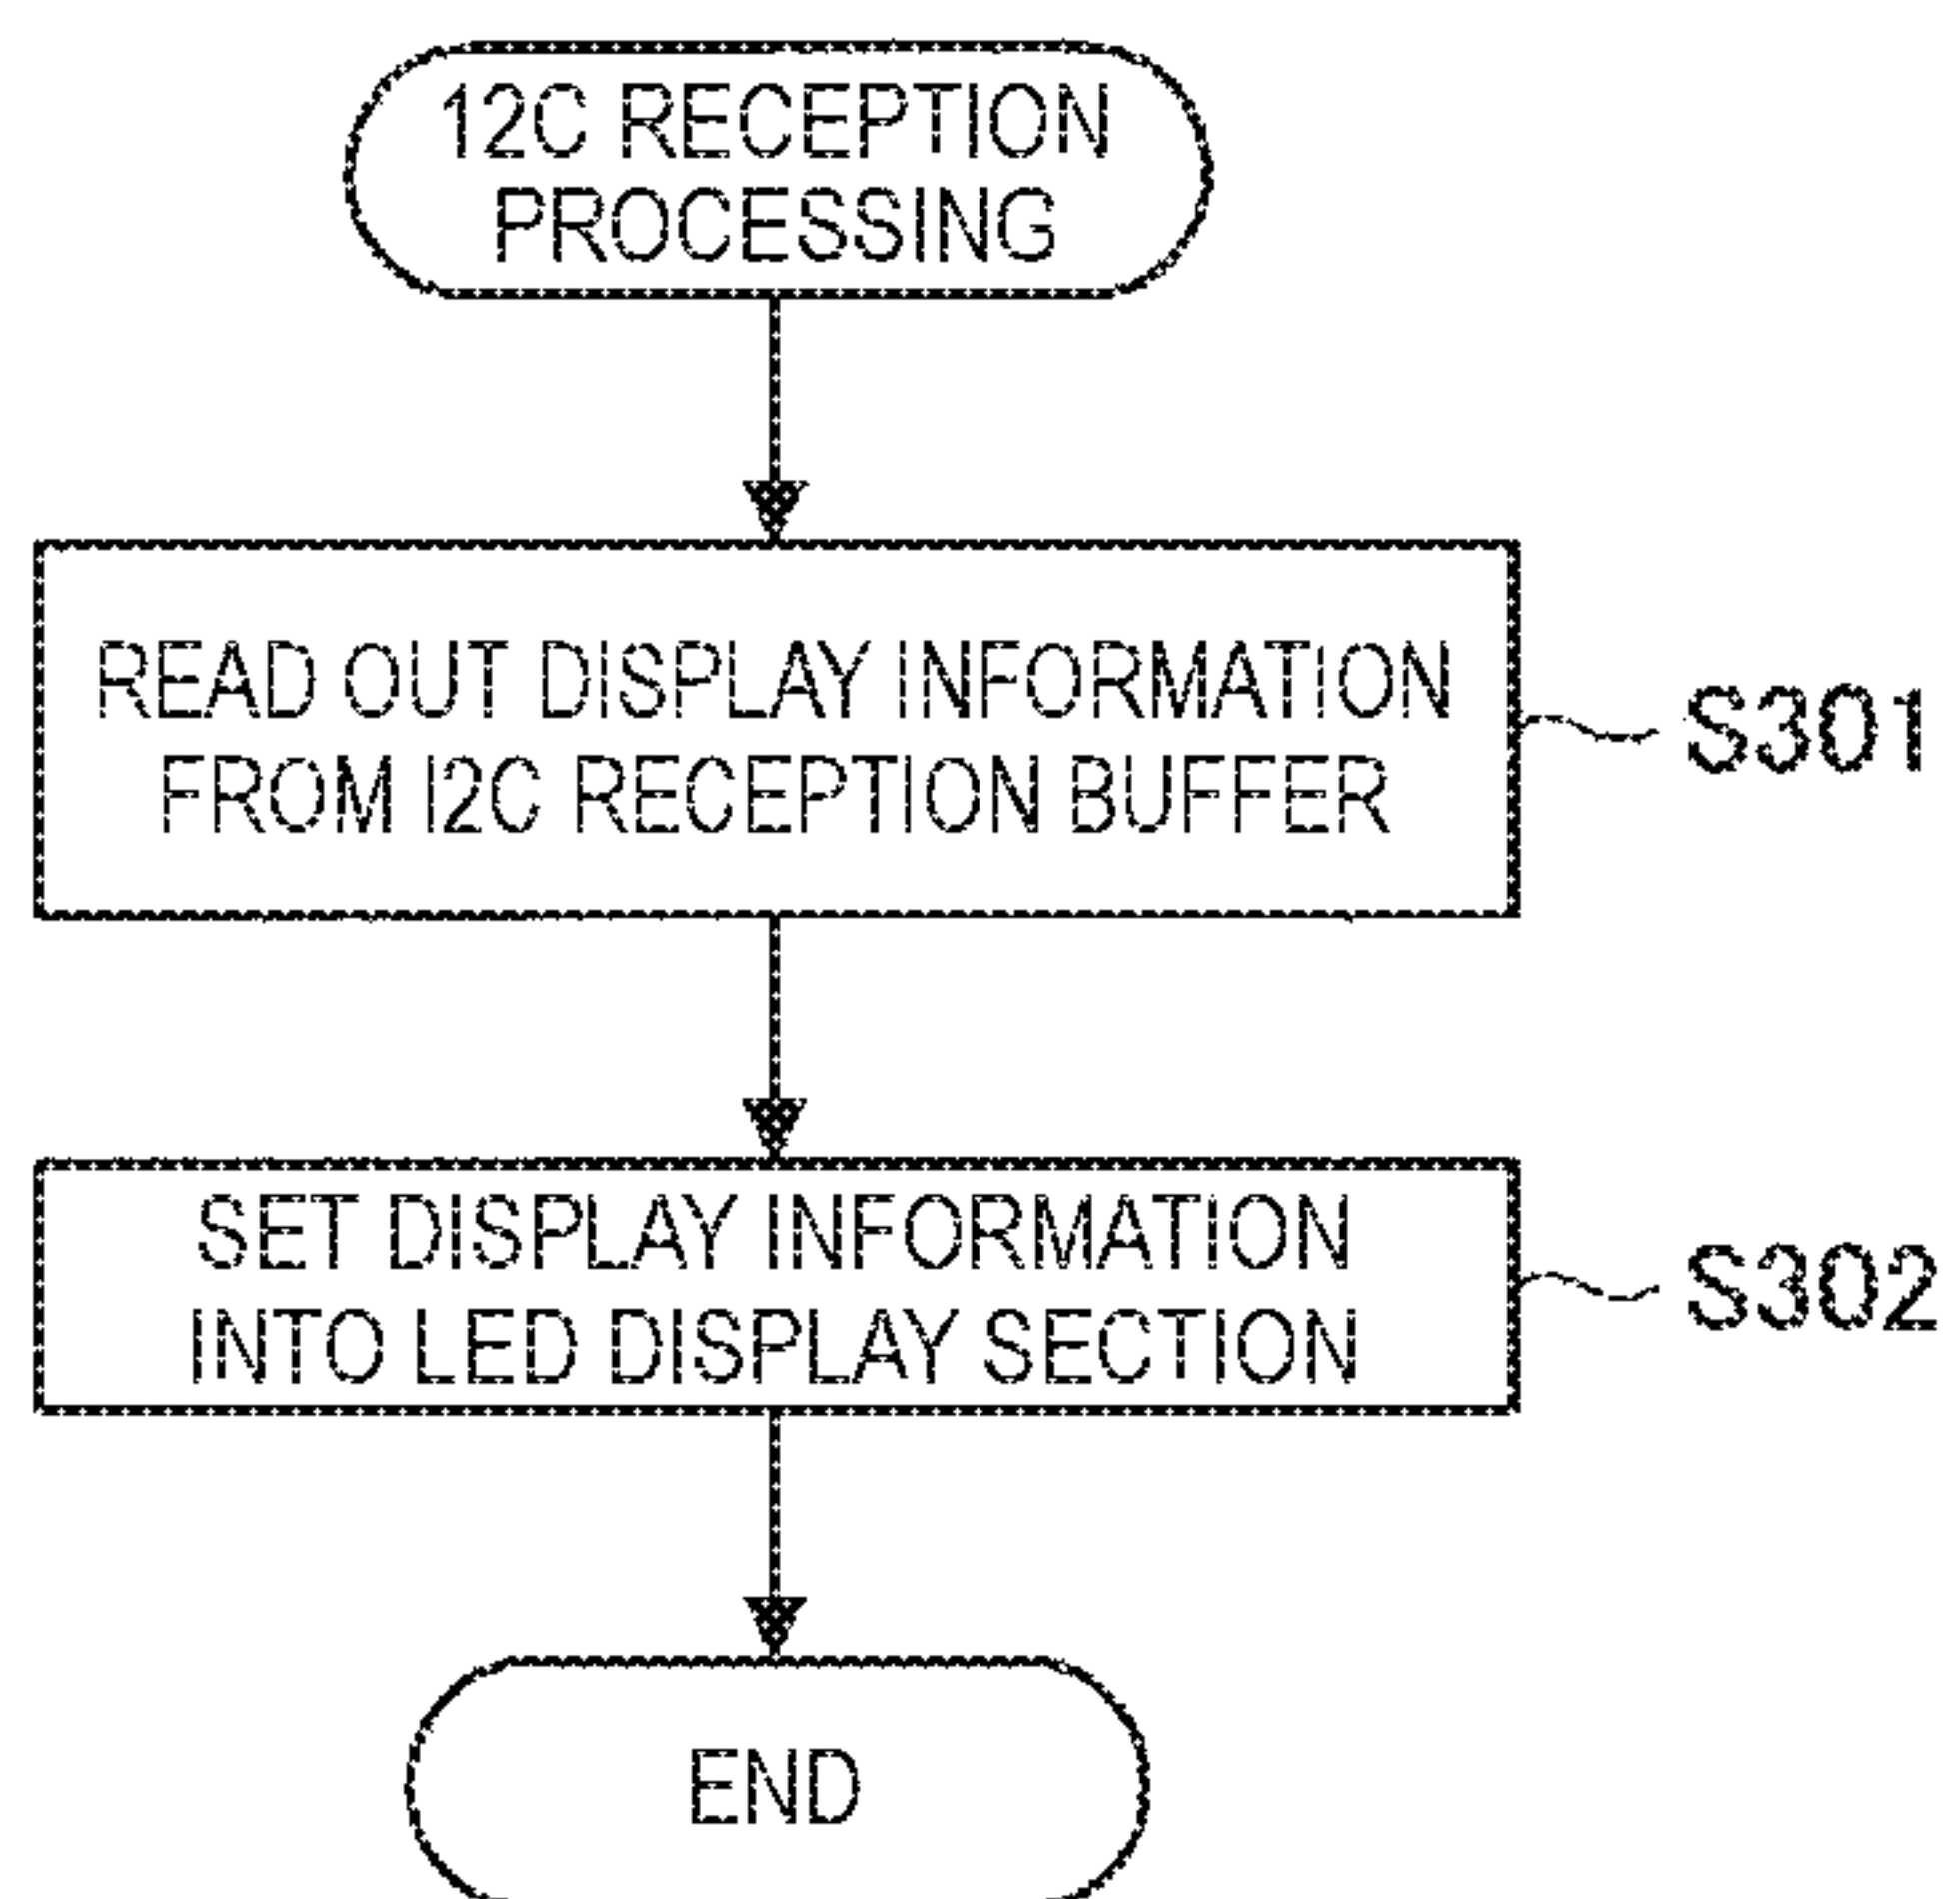 12C RECEPTION
PROCESSING
READ OUT DISPLAY INFORMATION
FROM I2C RECEPTION BUFFER
S301
SET DISPLAY INFORMATION
INTO LED DISPLAY SECTION
S302
END